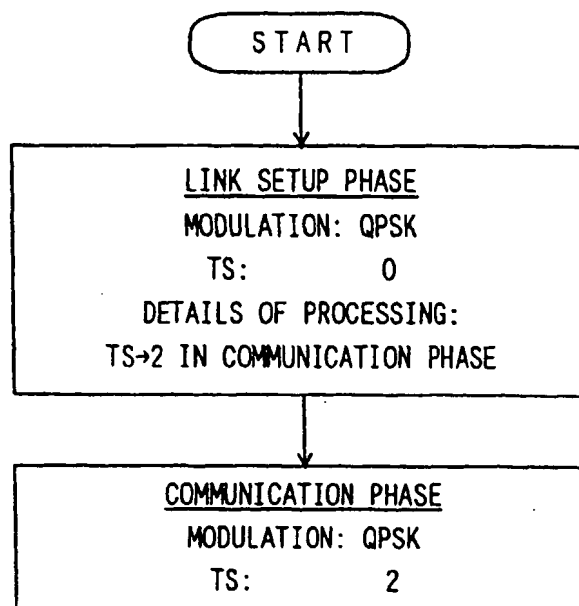 START
LINK SETUP PHASE
MODULATION: QPSK
TS: 0
DETAILS OF PROCESSING:
TS→2 IN COMMUNICATION PHASE
COMMUNICATION PHASE
MODULATION: QPSK
TS: 2